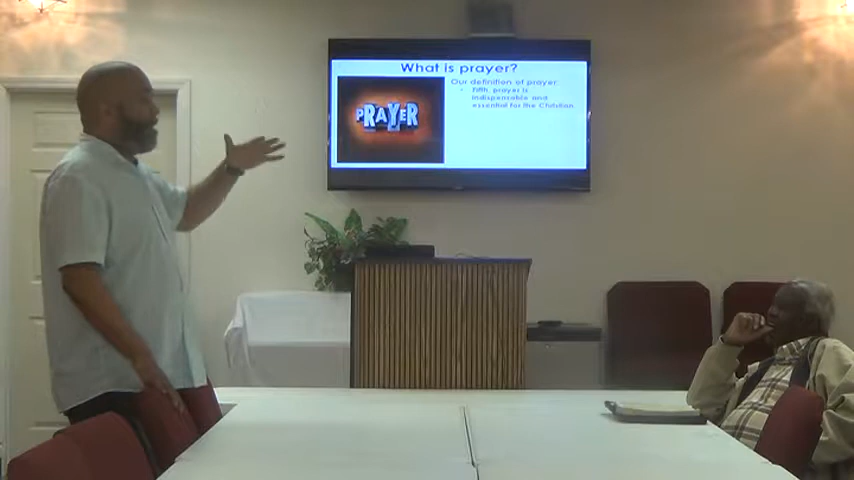 What is prayer?
Our definition of prayer:
• Fifth, prayer is
indispensable and
essential for the Christian.
PRAYER